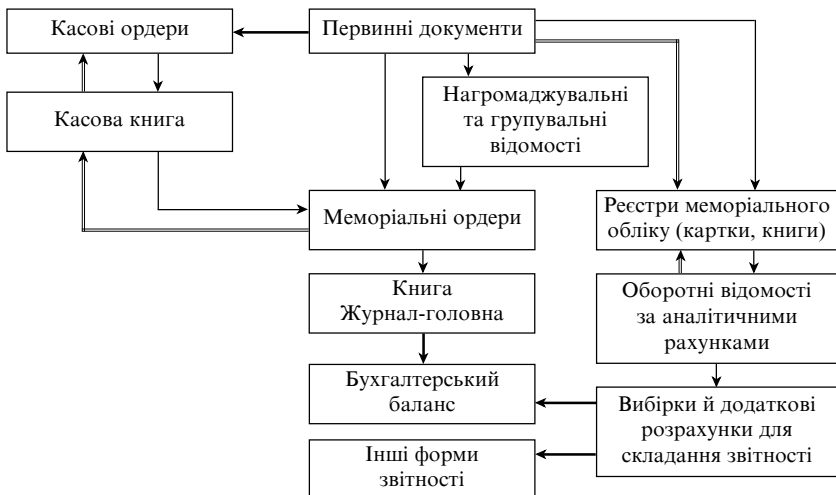 Касові ордери
Первинні документи
Касова книга
Нагромаджувальні
та групувальні
відомості
Меморіальні ордери
Реєстри меморіального
обліку (картки, книги)
Книга
Журнал-головна
Оборотні відомості
за аналітичними
рахунками
Бухгалтерський
баланс
Вибірки й додаткові
розрахунки для
складання звітності
Інші форми
звітності